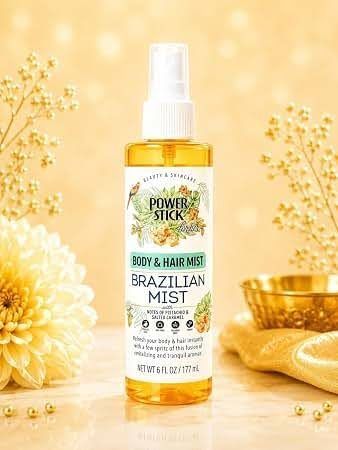 BEAUTY & SKINCARE
POWER
STICK
BODY & HAIR MIST
BRAZILIAN
MIST
with
NOTES OF PISTACHIO &
SALTED CARAMEL
Refresh your body & hair instantly
with a few spritz of this fusion of
revitalizing and tranquil aromas
NET WT 6 FL OZ / 177 mL